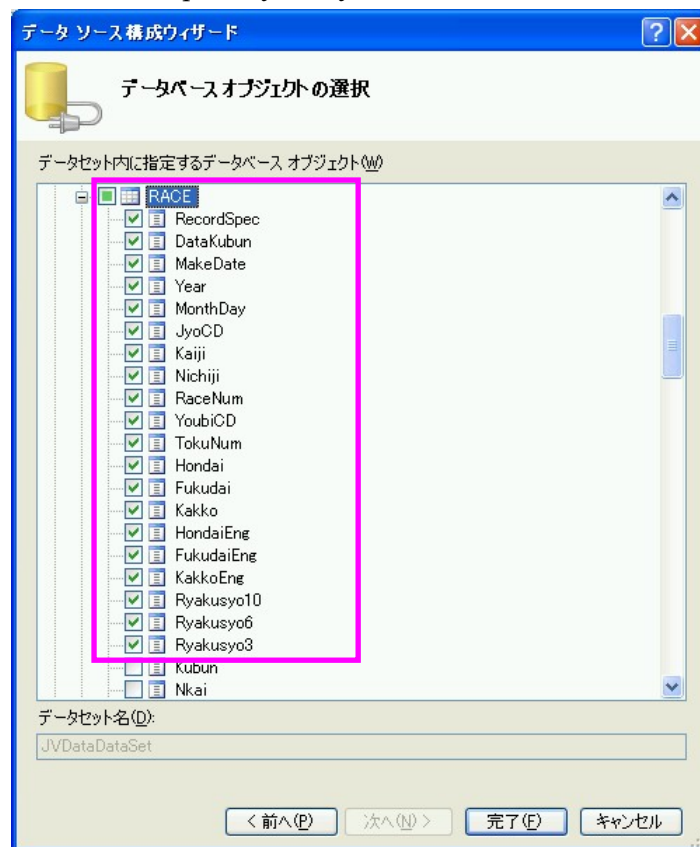 データ ソース構成ウィザード
データベース オブジェクトの選択
データセット内に指定するデータベース オブジェクト(W)
RACE
RecordSpec
DataKubun
MakeDate
Year
MonthDay
JyoCD
Kaiji
Nichiji
RaceNum
YoubiCD
TokuNum
Hondai
Fukudai
Kakko
HondaiEng
FukudaiEng
KakkoEng
Ryakusyo10
Ryakusyo6
Ryakusyo3
Kubun
Nkai
データセット名(D):
JVDataDataSet
< 前へ(P) 次へ(N) > 完了(F) キャンセル